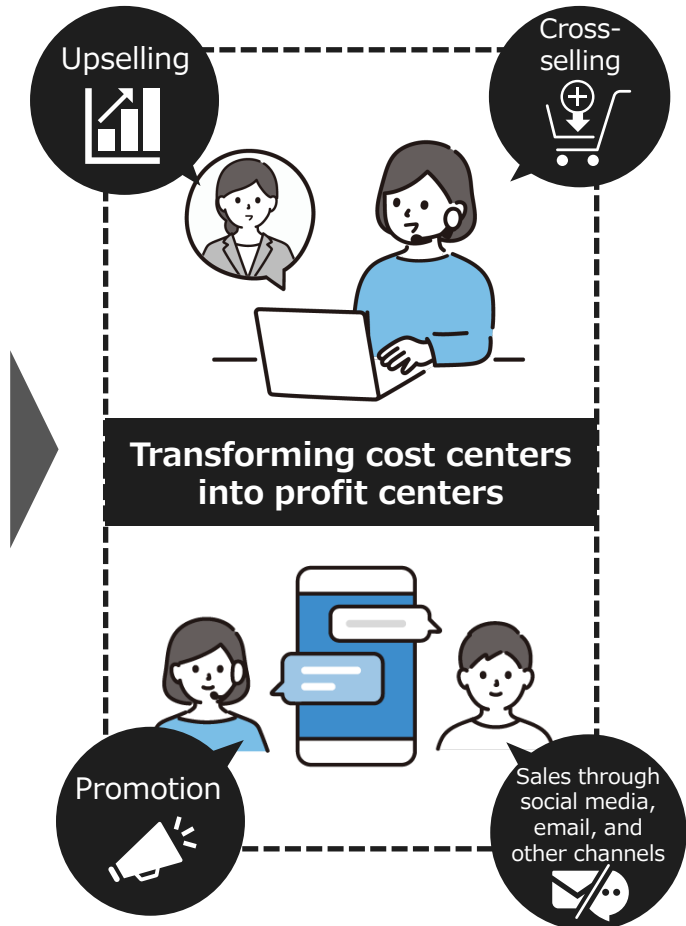 Upselling
Cross-
selling
Transforming cost centers
into profit centers
Promotion
Sales through
social media,
email, and
other channels